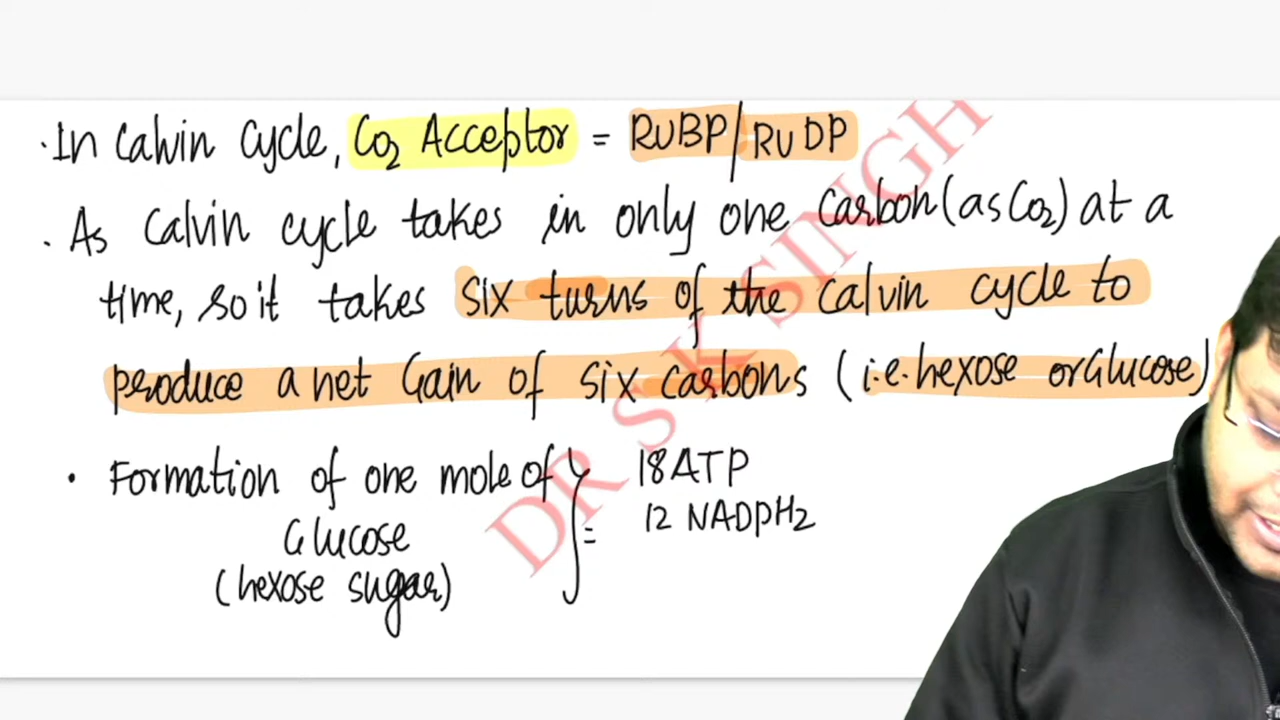 · In Calvin Cycle, CO2 Acceptor = RuBP/RuDP
· As Calvin cycle takes in only one Carbon (as CO2) at a
time, so it takes six turns of the Calvin cycle to
produce a net Gain of six carbons (i.e. hexose or Glucose)
· Formation of one mole of } = 18 ATP
Glucose 12 NADPH2
(hexose sugar)
DR S K SINGH